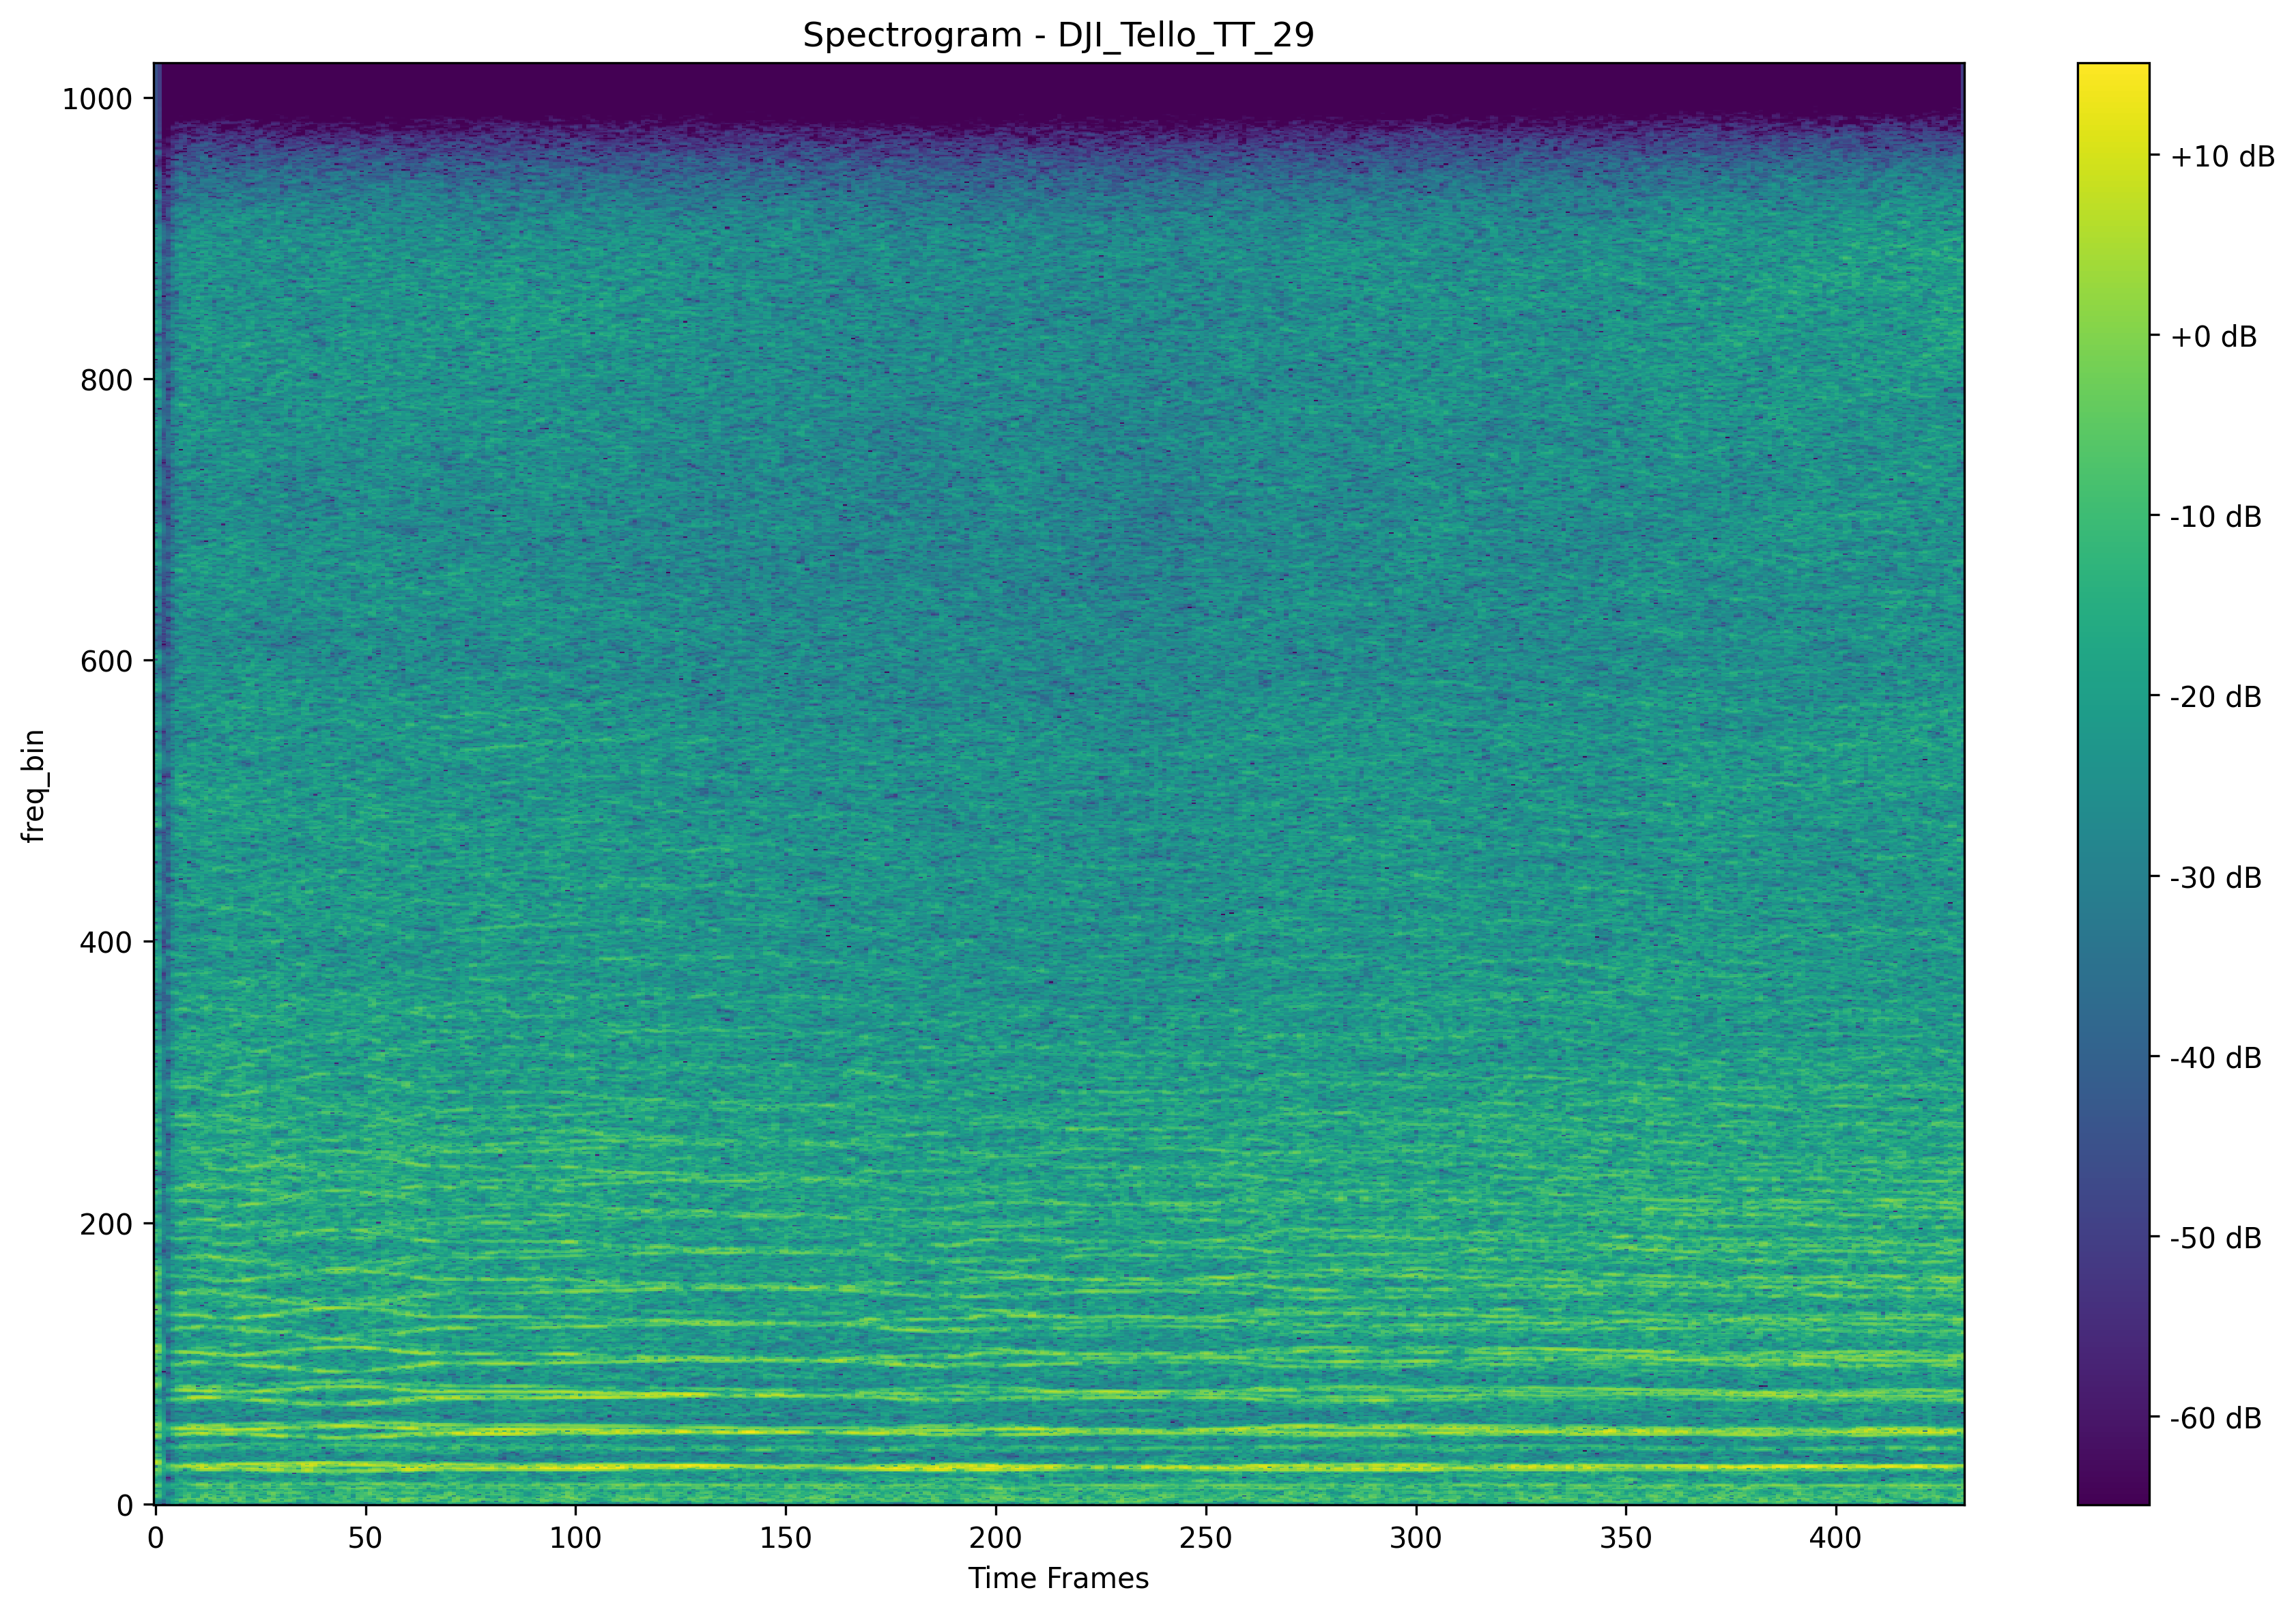 Spectrogram - DJI_Tello_TT_29
1000
800
600
400
200
0
freq_bin
0 50 100 150 200 250 300 350 400
Time Frames
+10 dB
+0 dB
-10 dB
-20 dB
-30 dB
-40 dB
-50 dB
-60 dB